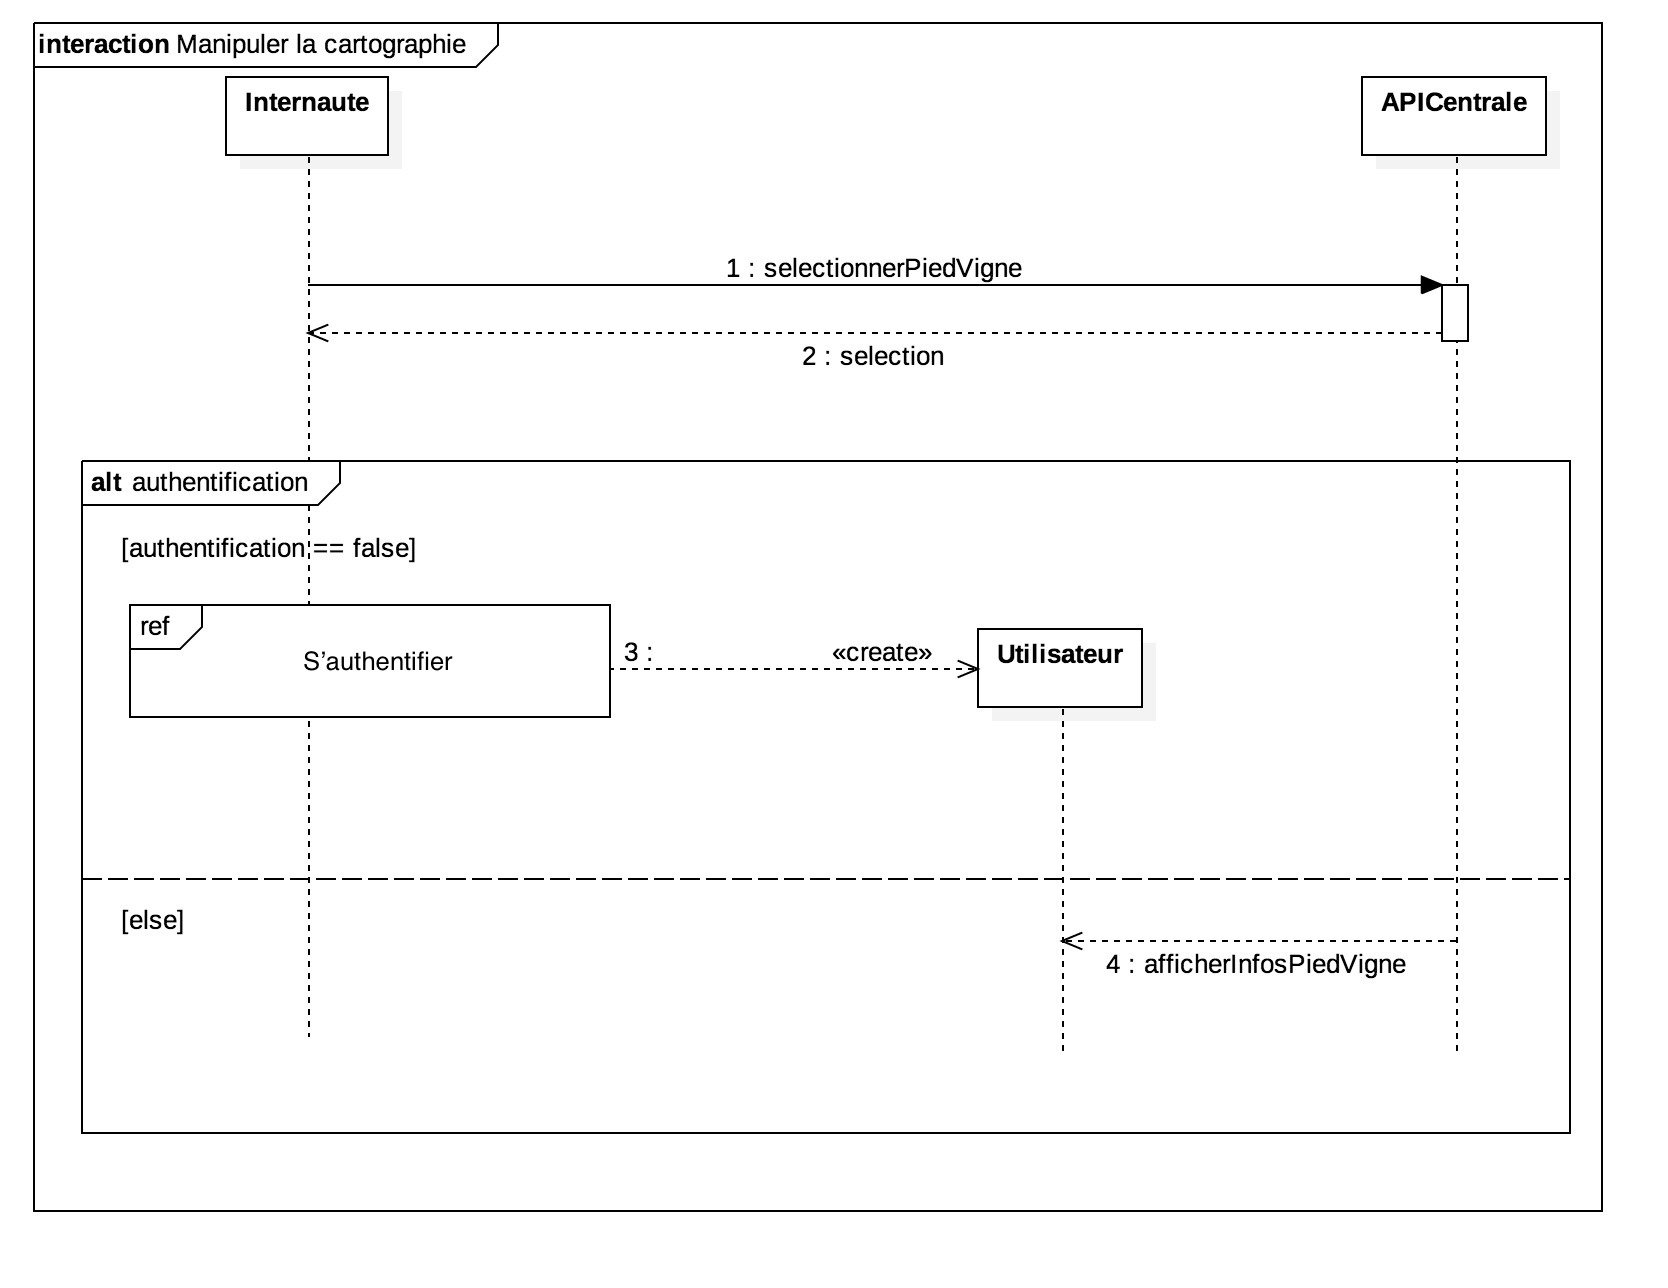 interaction Manipuler la cartographie
Internaute
APICentrale
1 : selectionnerPiedVigne
2 : selection
alt authentification
[authentification == false]
ref
S’authentifier
3 :
«create»
Utilisateur
[else]
4 : afficherInfosPiedVigne